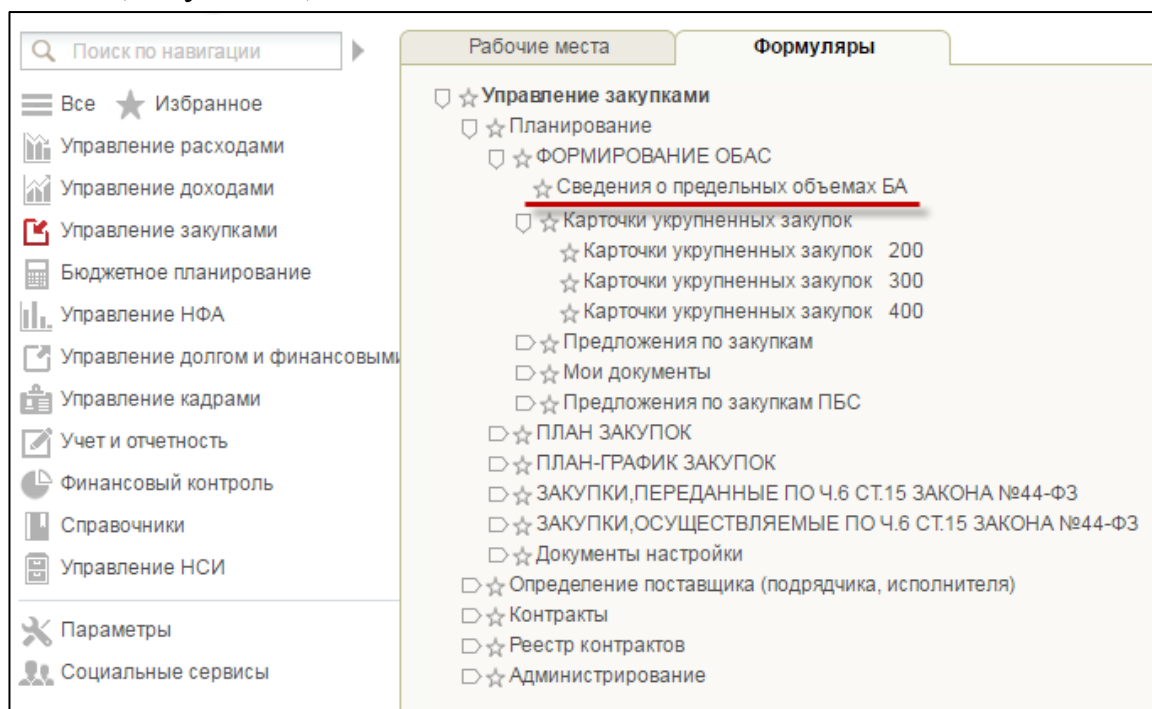 Поиск по навигации
Все Избранное
Управление расходами
Управление доходами
Управление закупками
Бюджетное планирование
Управление НФА
Управление долгом и финансовыми
Управление кадрами
Учет и отчетность
Финансовый контроль
Справочники
Управление НСИ
Параметры
Социальные сервисы
Рабочие места Формуляры
Управление закупками
Планирование
ФОРМИРОВАНИЕ ОБАС
Сведения о предельных объемах БА
Карточки укрупненных закупок
Карточки укрупненных закупок 200
Карточки укрупненных закупок 300
Карточки укрупненных закупок 400
Предложения по закупкам
Мои документы
Предложения по закупкам ПБС
ПЛАН ЗАКУПОК
ПЛАН-ГРАФИК ЗАКУПОК
ЗАКУПКИ,ПЕРЕДАННЫЕ ПО Ч.6 СТ.15 ЗАКОНА №44-ФЗ
ЗАКУПКИ,ОСУЩЕСТВЛЯЕМЫЕ ПО Ч.6 СТ.15 ЗАКОНА №44-ФЗ
Документы настройки
Определение поставщика (подрядчика, исполнителя)
Контракты
Реестр контрактов
Администрирование